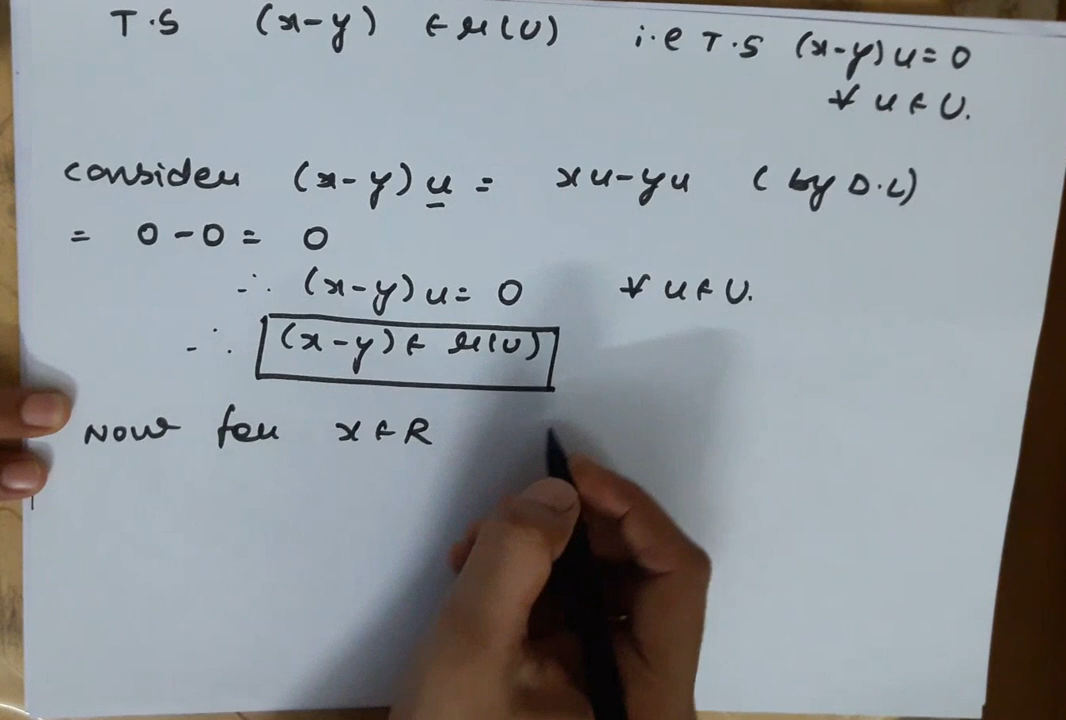 T.S (x-y) ∈ r(U) i.e T.S (x-y)u = 0
∀ u ∈ U.
consider (x-y)u = xu-yu (by D.L)
= 0-0 = 0
∴ (x-y)u = 0 ∀ u ∈ U.
∴ (x-y) ∈ r(U)
Now for x ∈ R